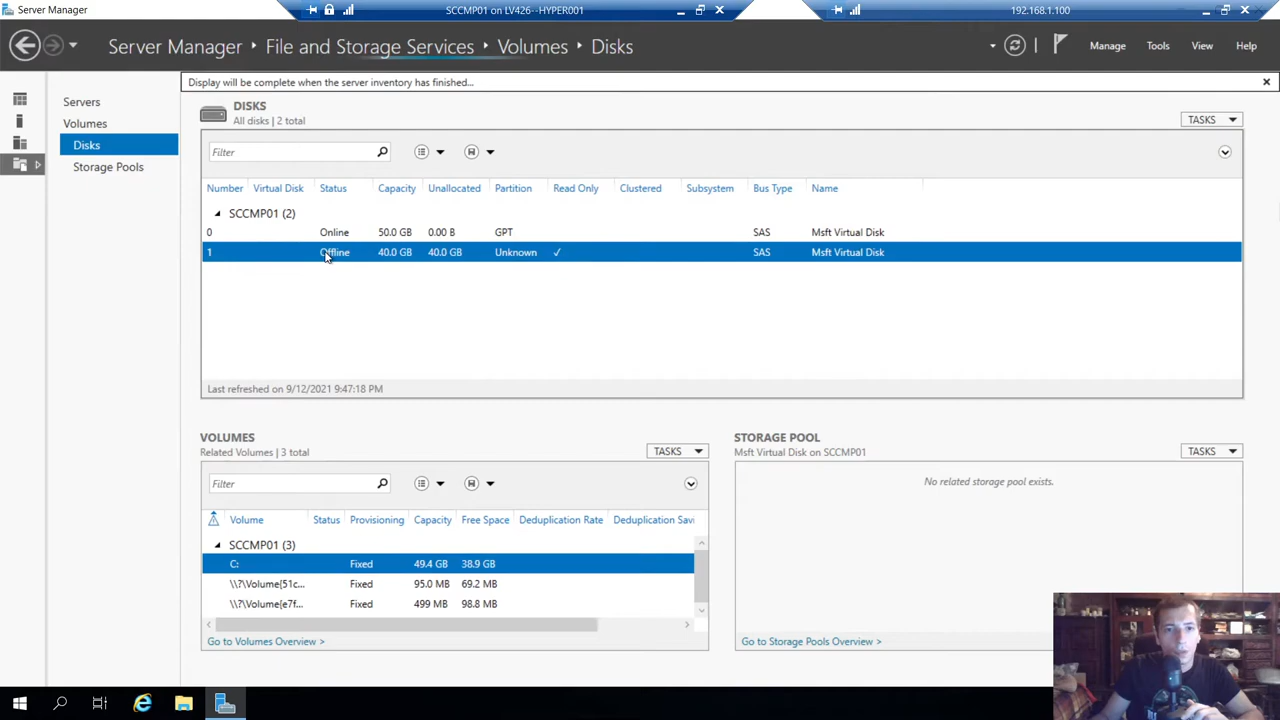 Server Manager
SCCMP01 on LV426--HYPER001
192.168.1.100
Server Manager File and Storage Services Volumes Disks
Manage Tools View Help
Display will be complete when the server inventory has finished...
Servers
Volumes
Disks
Storage Pools
DISKS
All disks | 2 total
TASKS
Filter
Number Virtual Disk Status Capacity Unallocated Partition Read Only Clustered Subsystem Bus Type Name
SCCMP01 (2)
0 Online 50.0 GB 0.00 B GPT SAS Msft Virtual Disk
1 Offline 40.0 GB 40.0 GB Unknown ✓ SAS Msft Virtual Disk
Last refreshed on 9/12/2021 9:47:18 PM
VOLUMES
Related Volumes | 3 total
TASKS
Filter
Volume Status Provisioning Capacity Free Space Deduplication Rate Deduplication Savi
SCCMP01 (3)
C: Fixed 49.4 GB 38.9 GB
\\?\Volume{51c... Fixed 95.0 MB 69.2 MB
\\?\Volume{e7f... Fixed 499 MB 98.8 MB
Go to Volumes Overview >
STORAGE POOL
Msft Virtual Disk on SCCMP01
TASKS
No related storage pool exists.
Go to Storage Pools Overview >